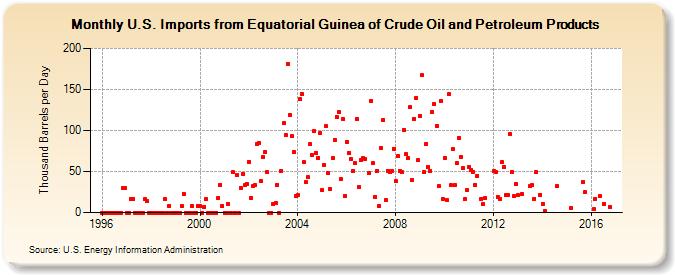 Monthly U.S. Imports from Equatorial Guinea of Crude Oil and Petroleum Products
Thousand Barrels per Day
200
150
100
50
0
1996 2000 2004 2008 2012 2016
Source: U.S. Energy Information Administration